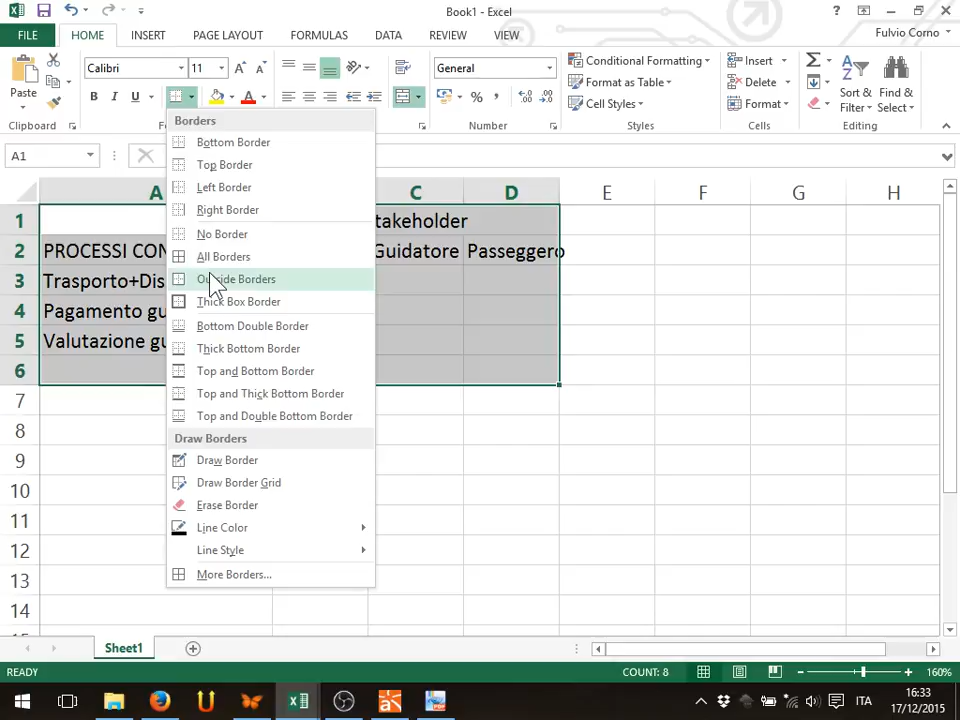 Book1 - Excel
?
FILE HOME INSERT PAGE LAYOUT FORMULAS DATA REVIEW VIEW Fulvio Corno
Paste
Calibri 11
B I U
General
%
Conditional Formatting
Format as Table
Cell Styles
Insert
Delete
Format
Sort & Filter
Find & Select
Clipboard Number Styles Cells Editing
A1
A C D E F G H
1 takeholder
2 PROCESSI CON Guidatore Passeggero
3 Trasporto+Dis
4 Pagamento gu
5 Valutazione gu
6
7
8
9
10
11
12
13
14
Borders
Bottom Border
Top Border
Left Border
Right Border
No Border
All Borders
Outside Borders
Thick Box Border
Bottom Double Border
Thick Bottom Border
Top and Bottom Border
Top and Thick Bottom Border
Top and Double Bottom Border
Draw Borders
Draw Border
Draw Border Grid
Erase Border
Line Color
Line Style
More Borders...
Sheet1
READY COUNT: 8 160%
ITA 16:33
17/12/2015